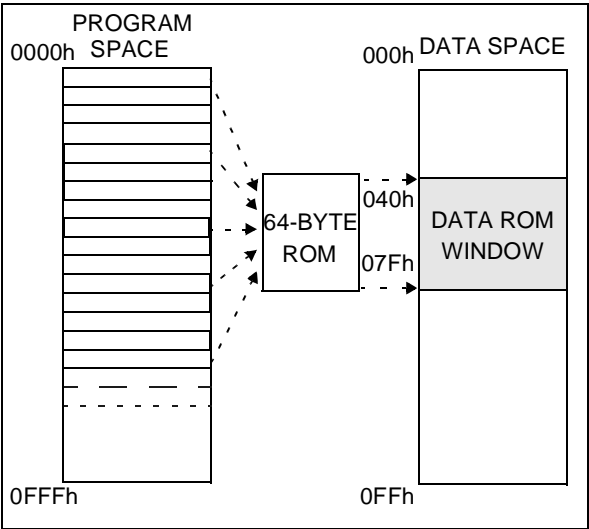 PROGRAM
SPACE
0000h
DATA SPACE
000h
64-BYTE
ROM
040h
07Fh
DATA ROM
WINDOW
0FFFh
0FFh